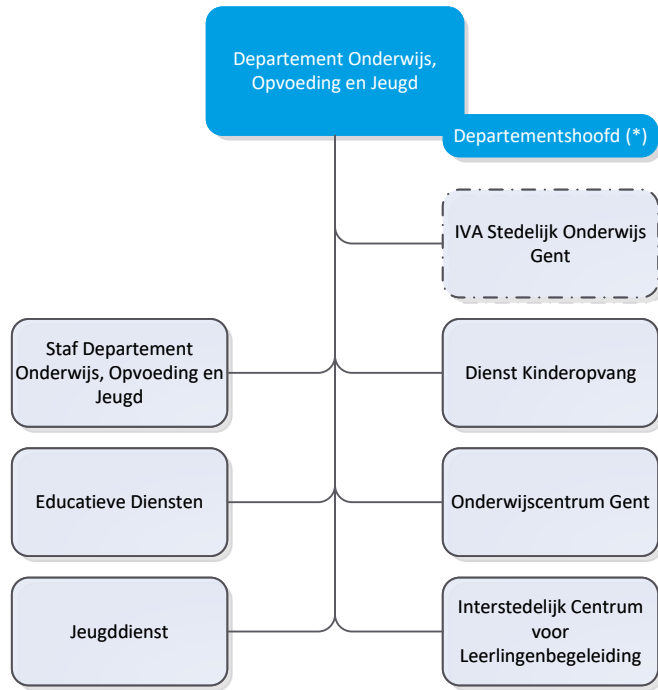 Departement Onderwijs,
Opvoeding en Jeugd
Departementshoofd (*)
IVA Stedelijk Onderwijs
Gent
Staf Departement
Onderwijs, Opvoeding en
Jeugd
Dienst Kinderopvang
Educatieve Diensten
Onderwijscentrum Gent
Jeugddienst
Interstedelijk Centrum
voor
Leerlingenbegeleiding